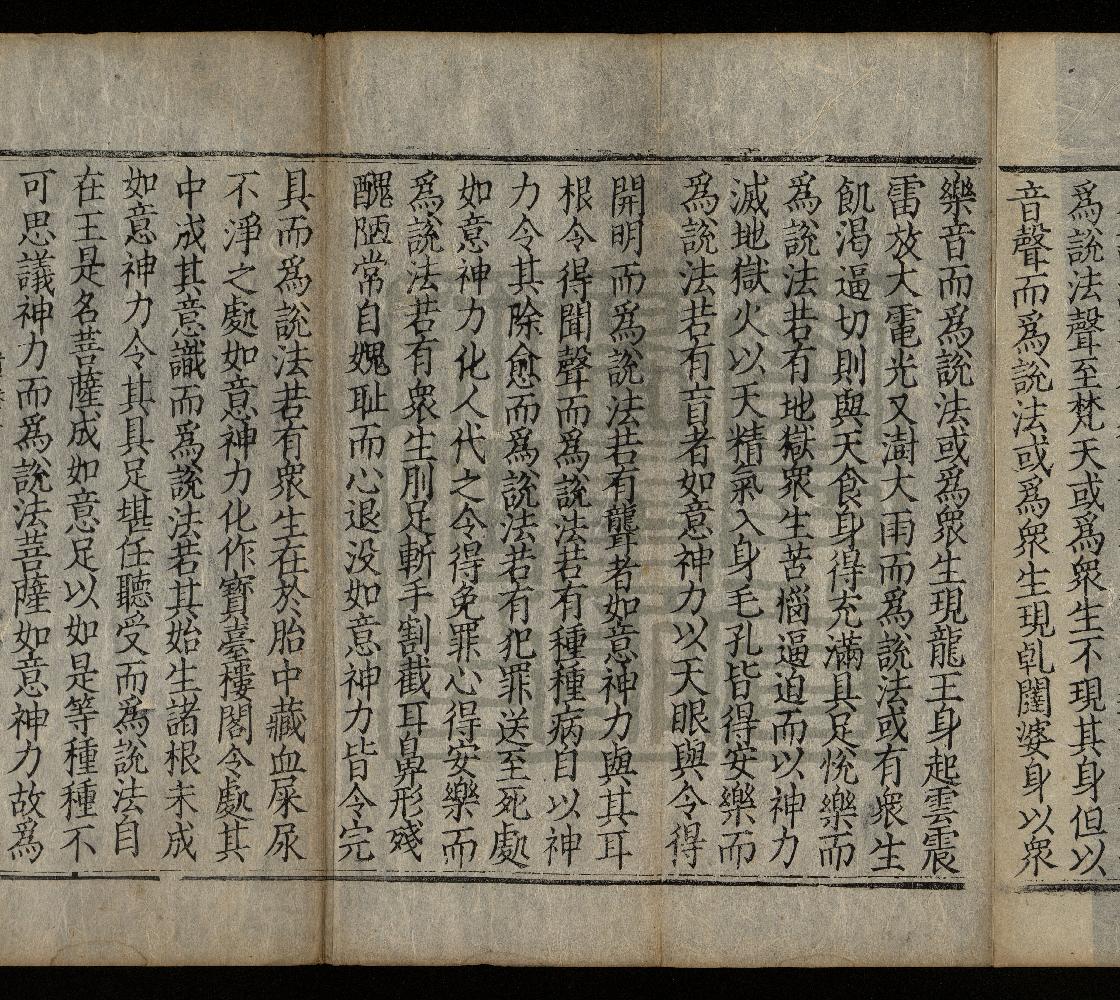 爲説法聲至梵天或爲衆生不現其身但以
音聲而爲説法或爲衆生現乹闥婆身以衆
樂音而爲説法或爲衆生現龍王身起雲震
雷放大電光又澍大雨而爲説法或有衆生
飢渴逼切則與天食身得充滿具足恱樂而
爲説法若有地獄衆生苦惱逼迫而以神力
滅地獄火以天精氣入身毛孔皆得安樂而
爲説法若有盲者如意神力以天眼與令得
開明而爲説法若有聾者如意神力與其耳
根令得聞聲而爲説法若有種種病自以神
力令其除愈而爲説法若有犯罪送至死處
如意神力化人代之令得免罪心得安樂而
爲説法若有衆生刖足斬手割截耳鼻形殘
醜陋常自媿耻而心退没如意神力皆令完
具而爲説法若有衆生在於胎中藏血屎尿
不淨之處如意神力化作寶臺樓閣令處其
中成其意識而爲説法若其始生諸根未成
如意神力令其具足堪任聽受而爲説法自
在王是名菩薩成如意足以如是等種種不
可思議神力而爲説法菩薩如意神力故爲